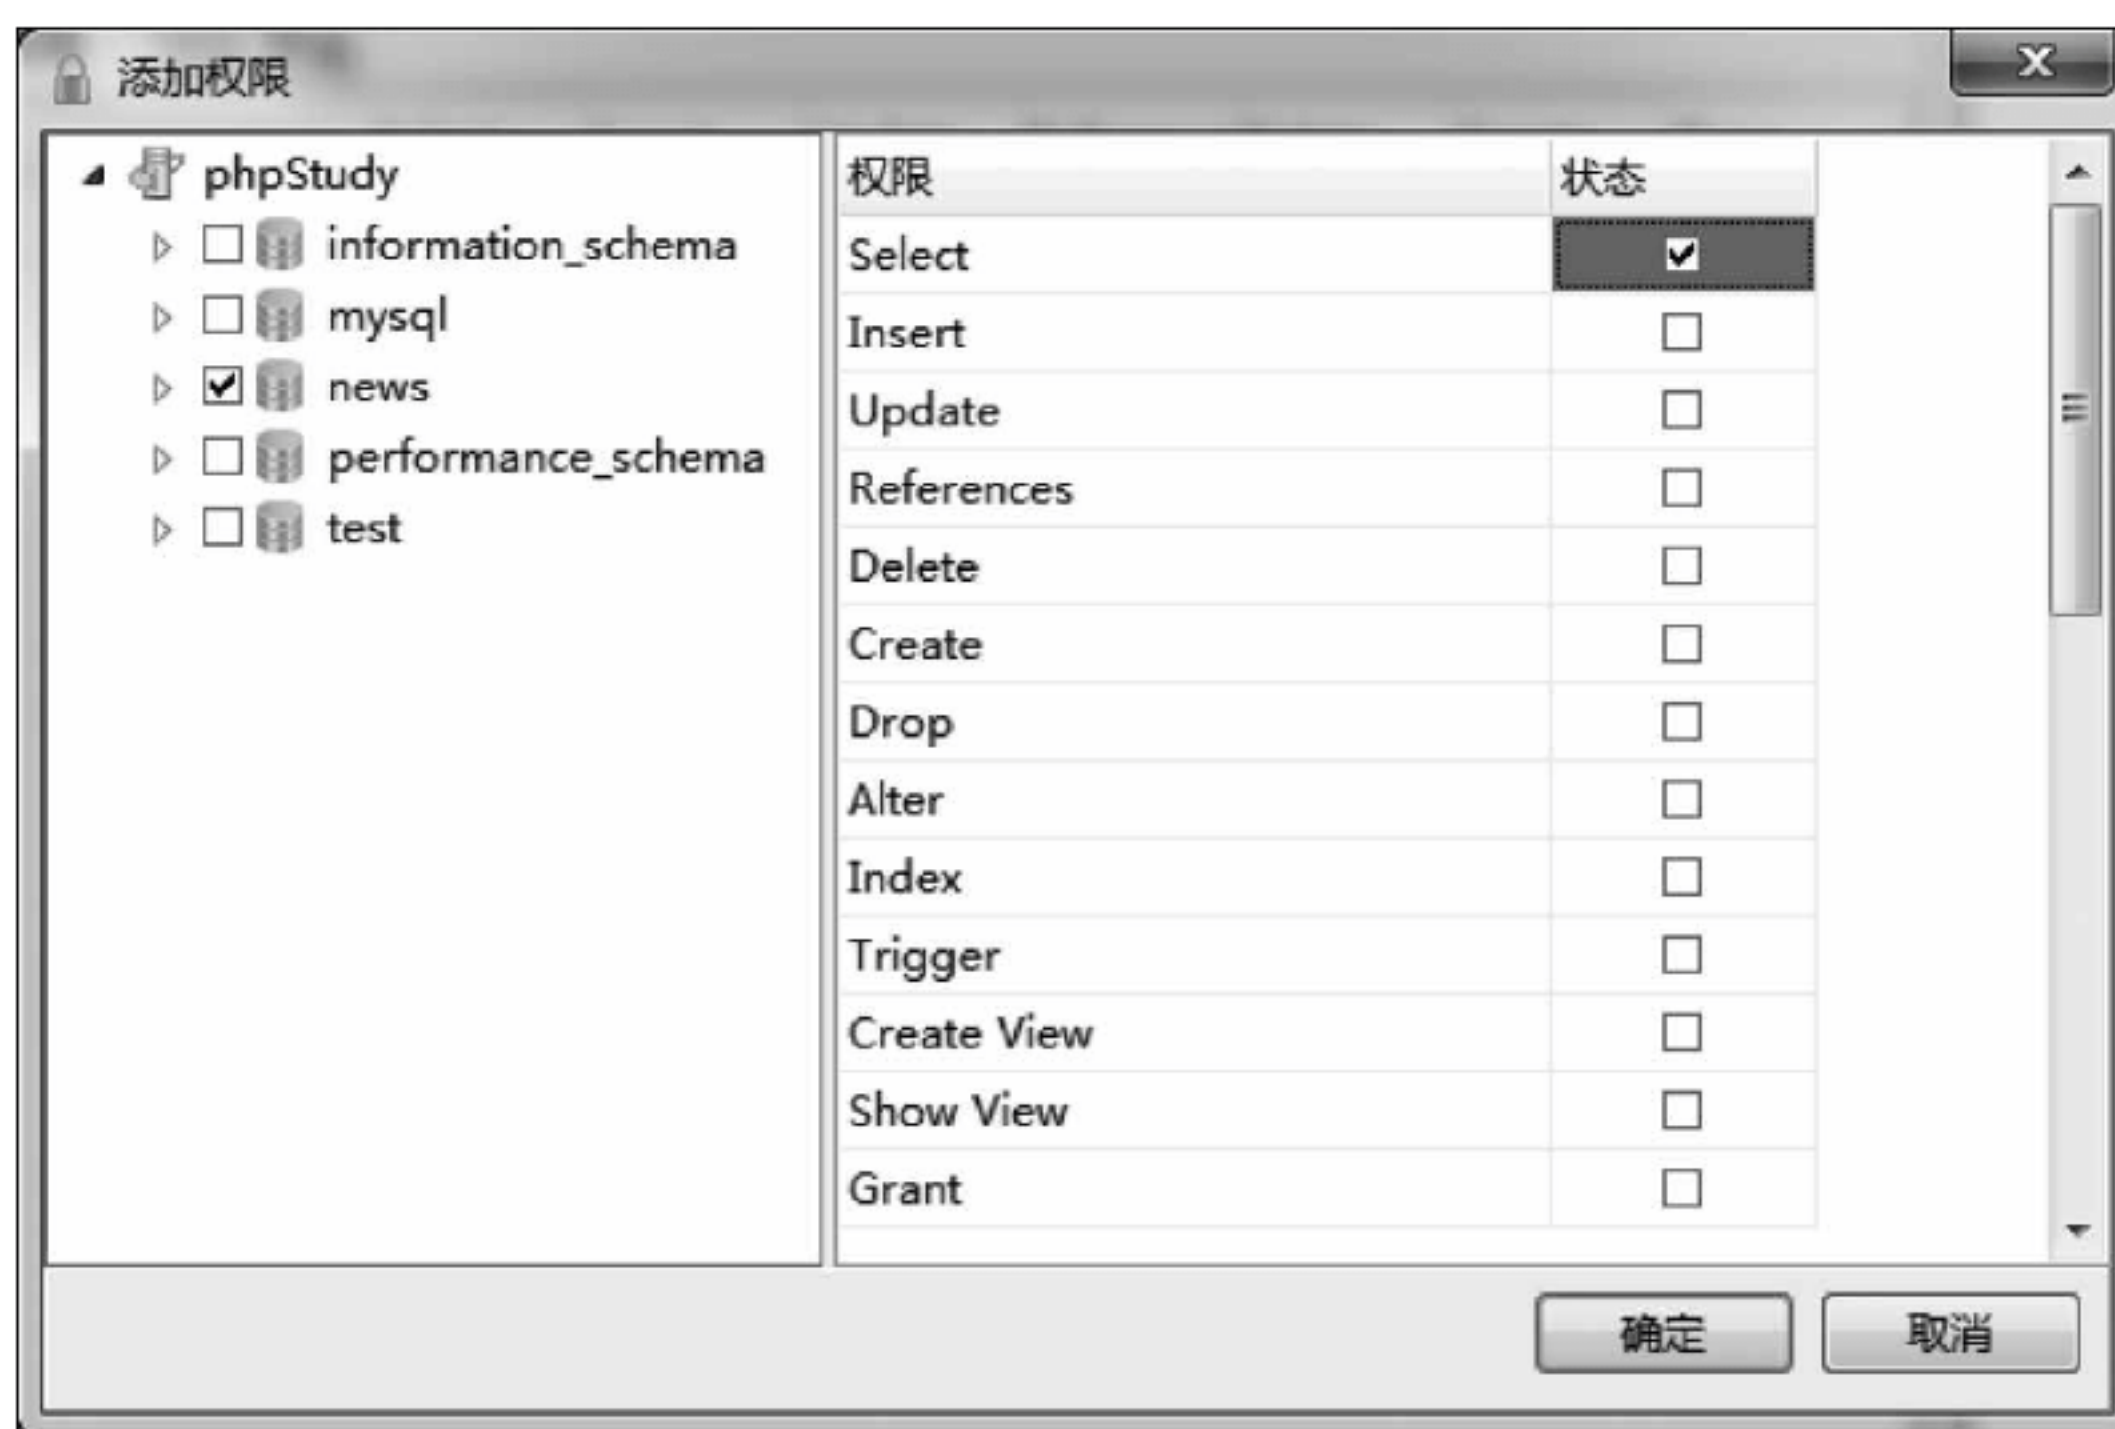 添加权限
phpStudy
information_schema
mysql
news
performance_schema
test
权限 状态
Select
Insert
Update
References
Delete
Create
Drop
Alter
Index
Trigger
Create View
Show View
Grant
确定 取消